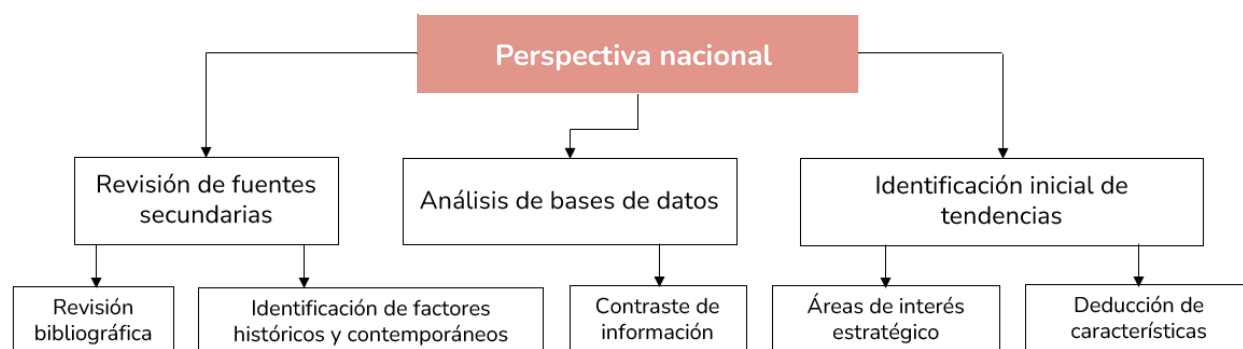 Perspectiva nacional
Revisión de fuentes
secundarias
Análisis de bases de datos
Identificación inicial de
tendencias
Revisión
bibliográfica
Identificación de factores
históricos y contemporáneos
Contraste de
información
Áreas de interés
estratégico
Deducción de
características